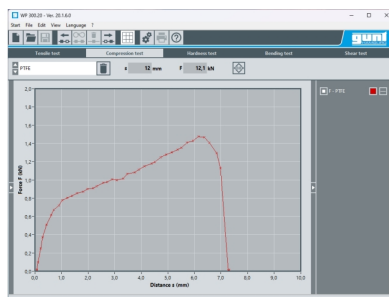 WP 300.20 - Ver. 20.1.6.0
Start File Edit View Language ?
gunt
Tensile test Compression test Hardness test Bending test Shear test
PTFE s 12 mm F 12,1 kN
1 - PTFE
2,0
1,8
1,6
1,4
1,2
1,0
0,8
0,6
0,4
0,2
0,0
Force F (kN)
0,0 1,0 2,0 3,0 4,0 5,0 6,0 7,0 8,0 9,0 10,0
Distance s (mm)